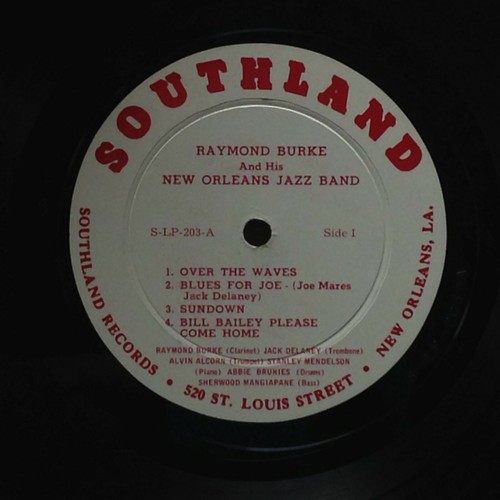 SOUTHLAND
RAYMOND BURKE
And His
NEW ORLEANS JAZZ BAND
S-LP-203-A Side I
1. OVER THE WAVES
2. BLUES FOR JOE - (Joe Mares
Jack Delaney)
3. SUNDOWN
4. BILL BAILEY PLEASE
COME HOME
RAYMOND BURKE (Clarinet) JACK DELANEY (Trombone)
ALVIN ALCORN (Trumpet) STANLEY MENDELSON
(Piano) ABBIE BRUNIES (Drums)
SHERWOOD MANGIAPANE (Bass)
SOUTHLAND RECORDS • 520 ST. LOUIS STREET • NEW ORLEANS, LA.